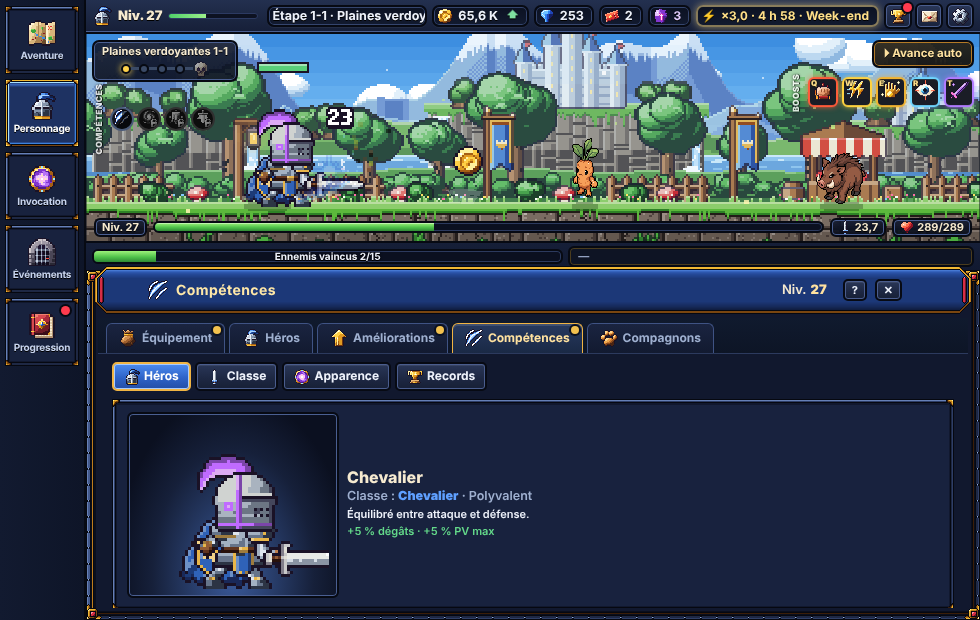 Niv. 27
Étape 1-1 · Plaines verdoy
65,6 K
253
2
3
×3,0 · 4 h 58 · Week-end
Aventure
Personnage
Invocation
Événements
Progression
Plaines verdoyantes 1-1
Avance auto
COMPÉTENCES
BOOSTS
23
Niv. 27
23,7
289/289
Ennemis vaincus 2/15
—
Compétences
Niv. 27
?
×
Équipement
Héros
Améliorations
Compétences
Compagnons
Héros
Classe
Apparence
Records
Chevalier
Classe : Chevalier · Polyvalent
Équilibré entre attaque et défense.
+5 % dégâts · +5 % PV max